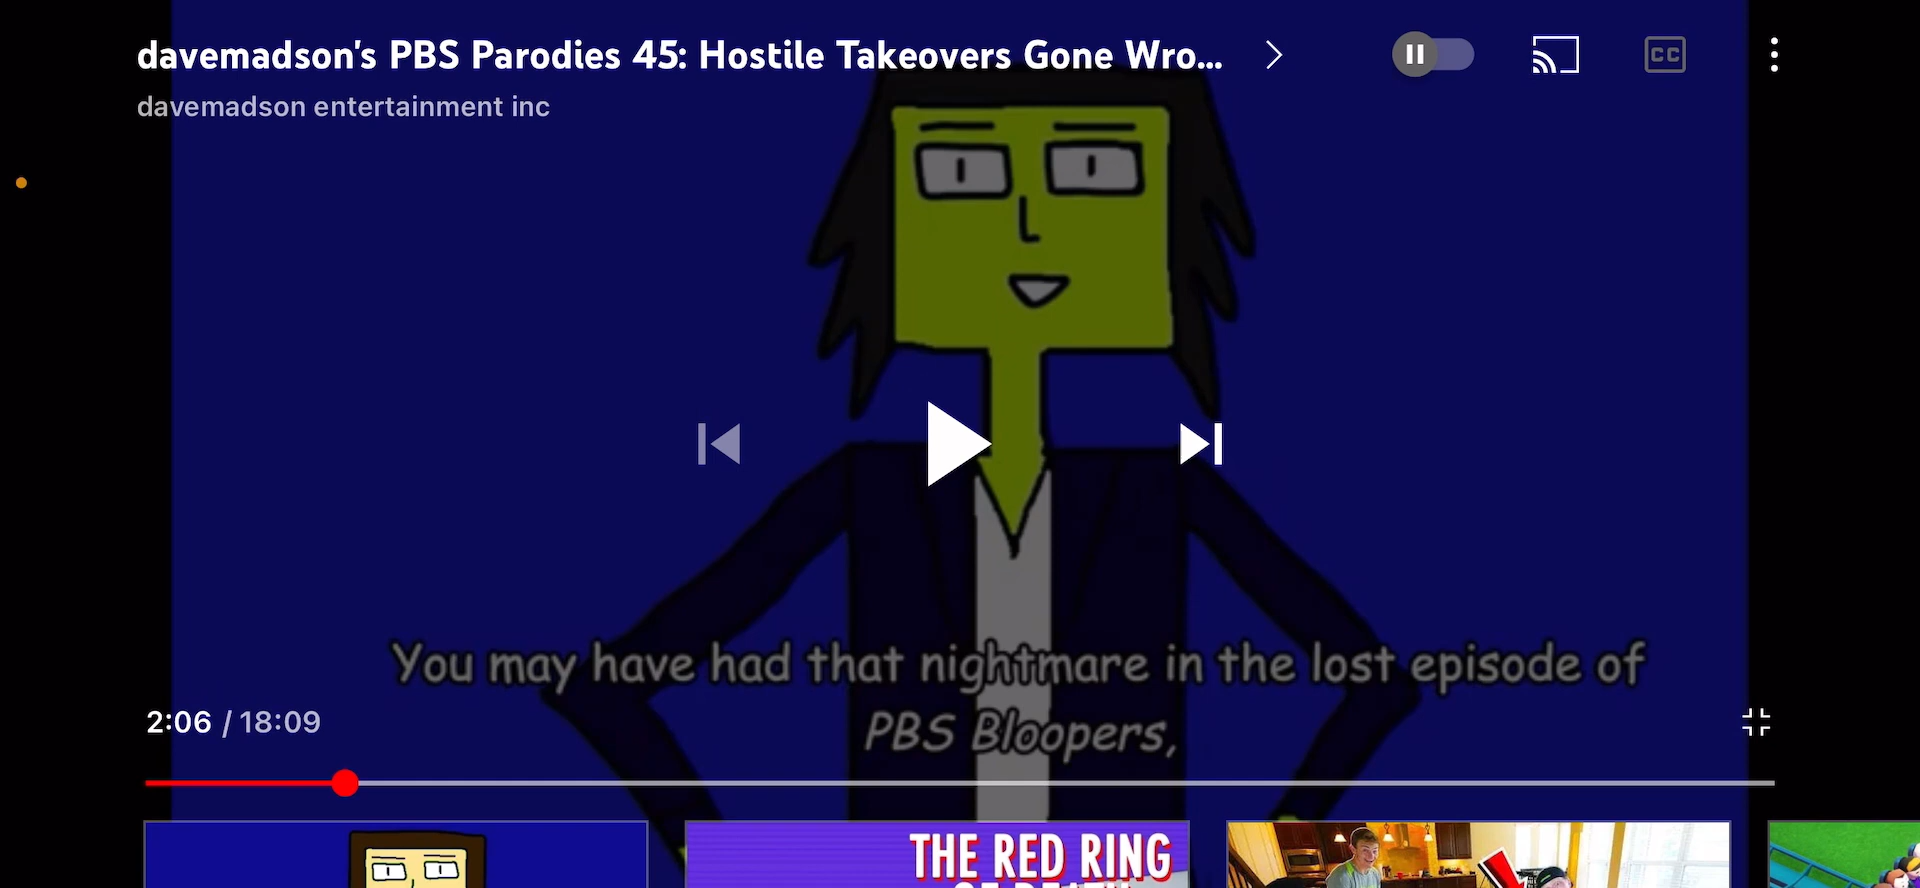 davemadson's PBS Parodies 45: Hostile Takeovers Gone Wro...
davemadson entertainment inc
CC
You may have had that nightmare in the lost episode of
PBS Bloopers,
2:06 / 18:09
THE RED RING